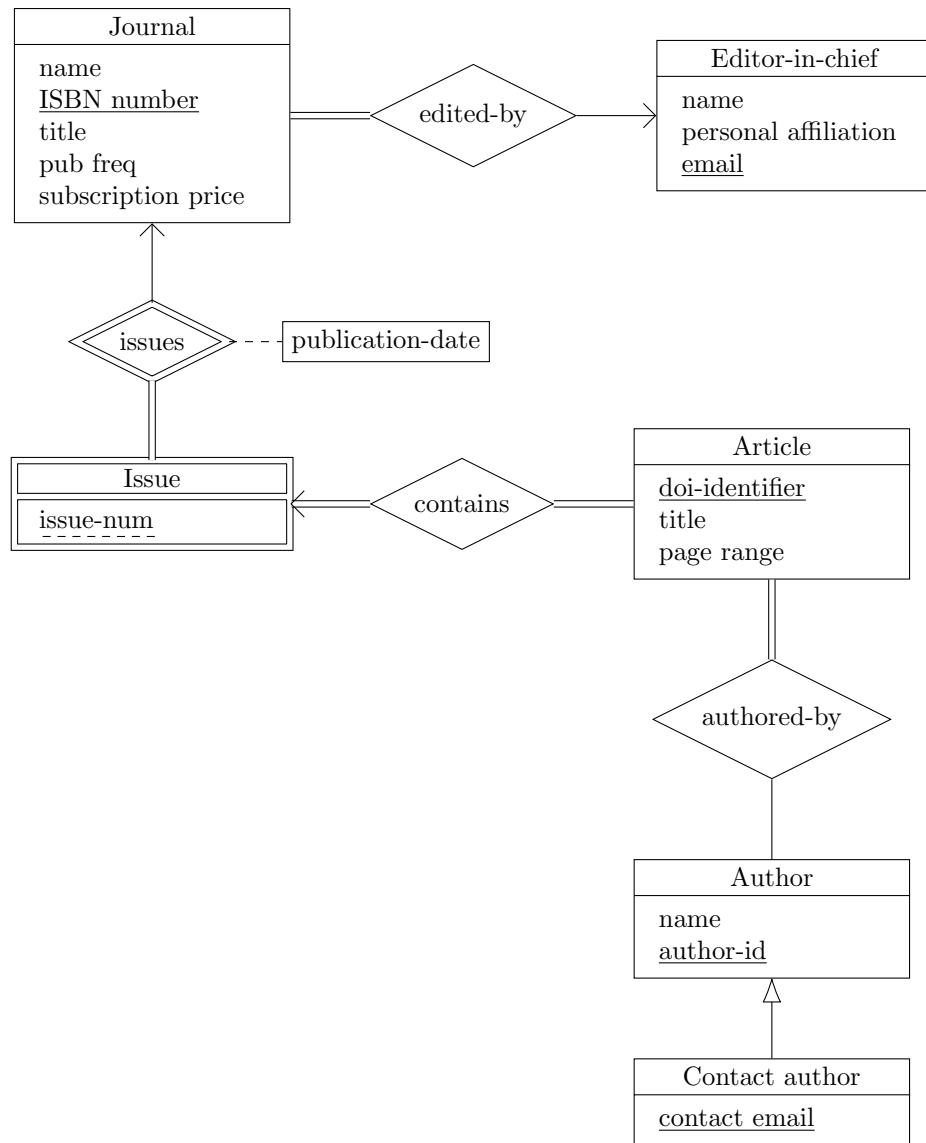 Journal
name
ISBN number
title
pub freq
subscription price
edited-by
Editor-in-chief
name
personal affiliation
email
issues
publication-date
Issue
issue-num
contains
Article
doi-identifier
title
page range
authored-by
Author
name
author-id
Contact author
contact email